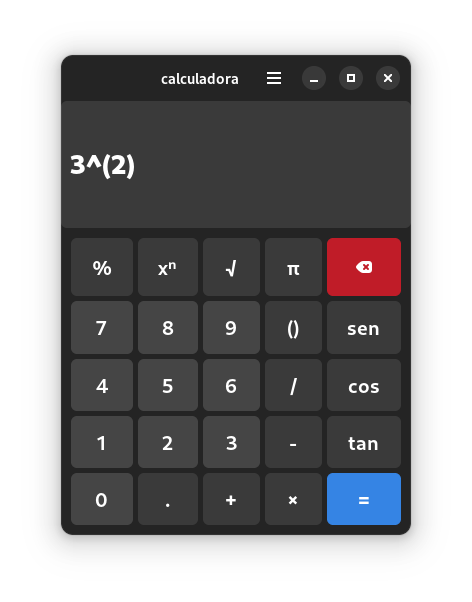 calculadora
3^(2)
% xⁿ √ π
7 8 9 () sen
4 5 6 / cos
1 2 3 - tan
0 . + × =